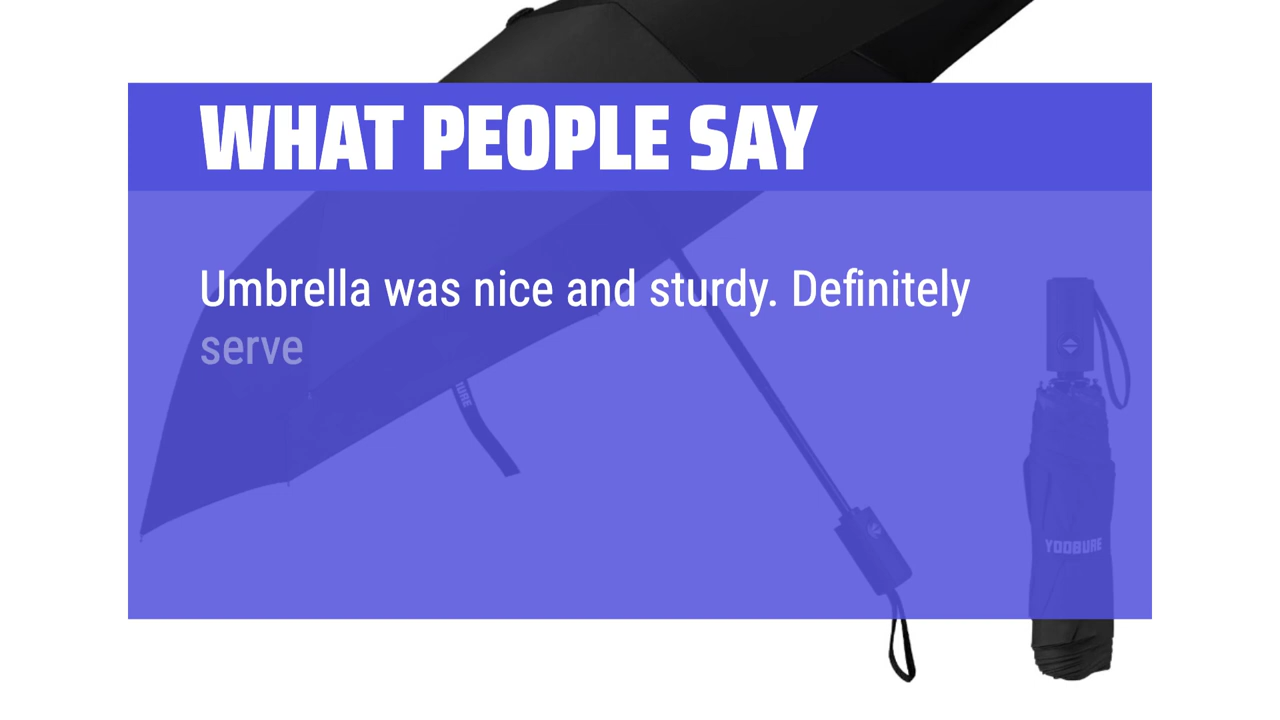 WHAT PEOPLE SAY
Umbrella was nice and sturdy. Definitely
serve
YOOBURE